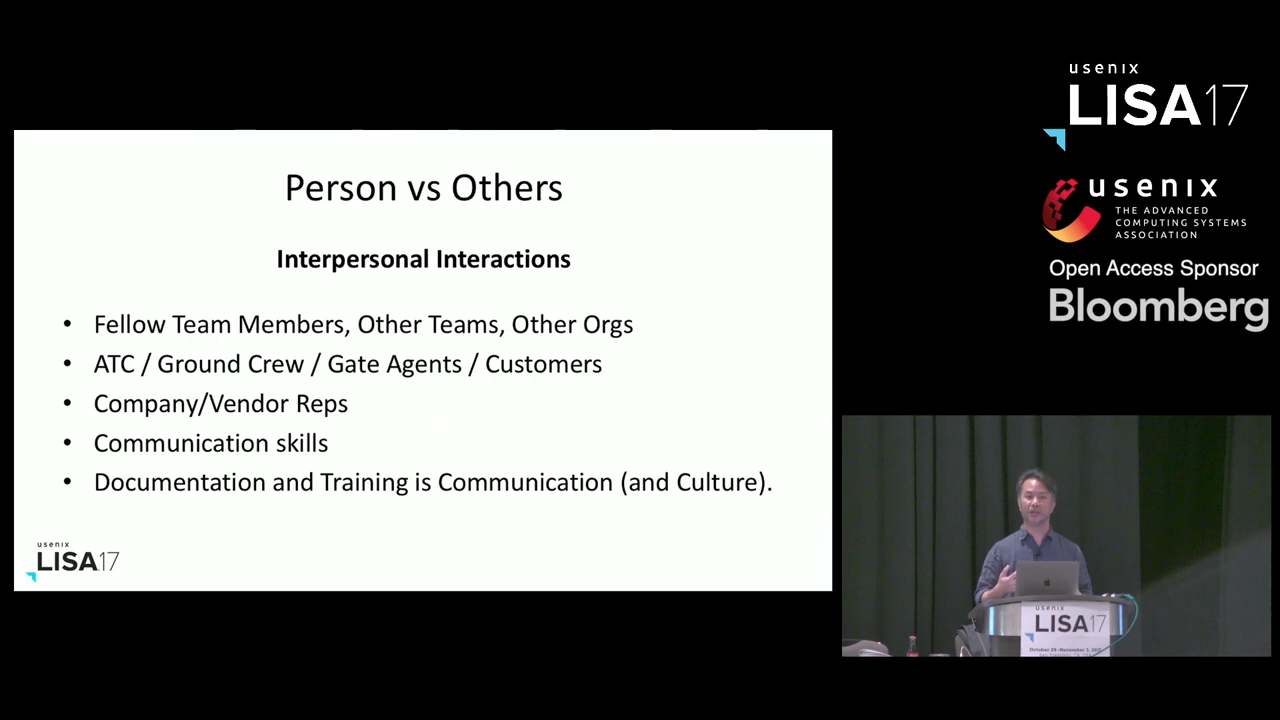 Person vs Others
Interpersonal Interactions
• Fellow Team Members, Other Teams, Other Orgs
• ATC / Ground Crew / Gate Agents / Customers
• Company/Vendor Reps
• Communication skills
• Documentation and Training is Communication (and Culture).
usenix
LISA17
usenix
LISA17
usenix
THE ADVANCED
COMPUTING SYSTEMS
ASSOCIATION
Open Access Sponsor
Bloomberg
usenix
LISA17